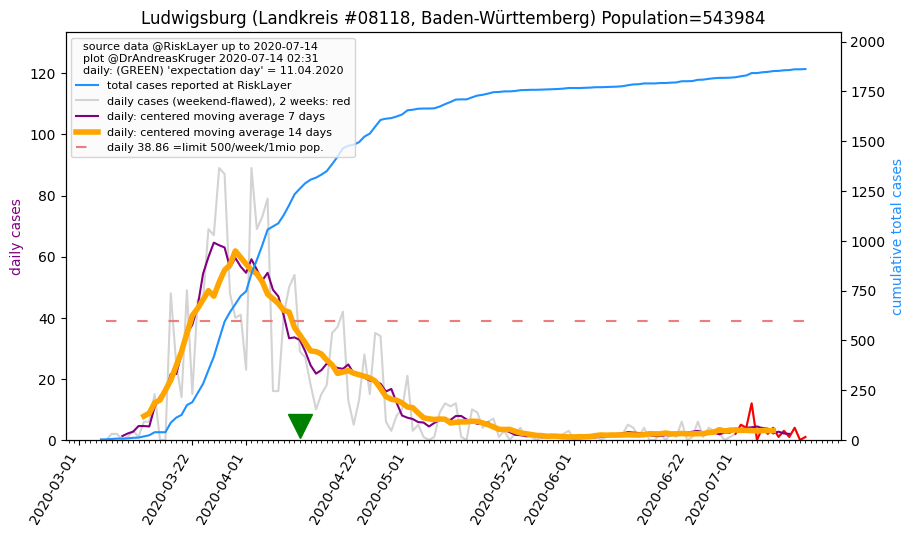 Ludwigsburg (Landkreis #08118, Baden-Württemberg) Population=543984
source data @RiskLayer up to 2020-07-14
plot @DrAndreasKruger 2020-07-14 02:31
daily: (GREEN) 'expectation day' = 11.04.2020
total cases reported at RiskLayer
daily cases (weekend-flawed), 2 weeks: red
daily: centered moving average 7 days
daily: centered moving average 14 days
daily 38.86 =limit 500/week/1mio pop.
daily cases
120
100
80
60
40
20
0
cumulative total cases
2000
1750
1500
1250
1000
750
500
250
0
2020-03-01
2020-03-22
2020-04-01
2020-04-22
2020-05-01
2020-05-22
2020-06-01
2020-06-22
2020-07-01